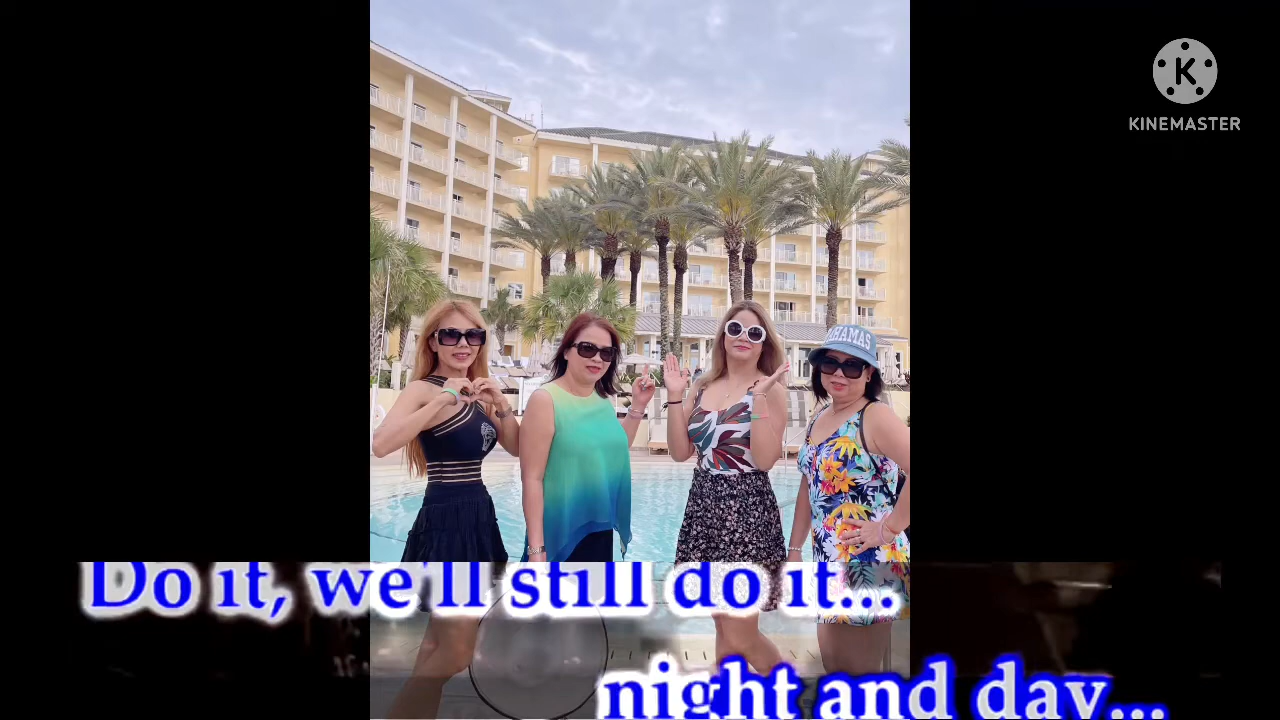 K
KINEMASTER
BAHAMAS
Do it, we'll still do it...
night and day...